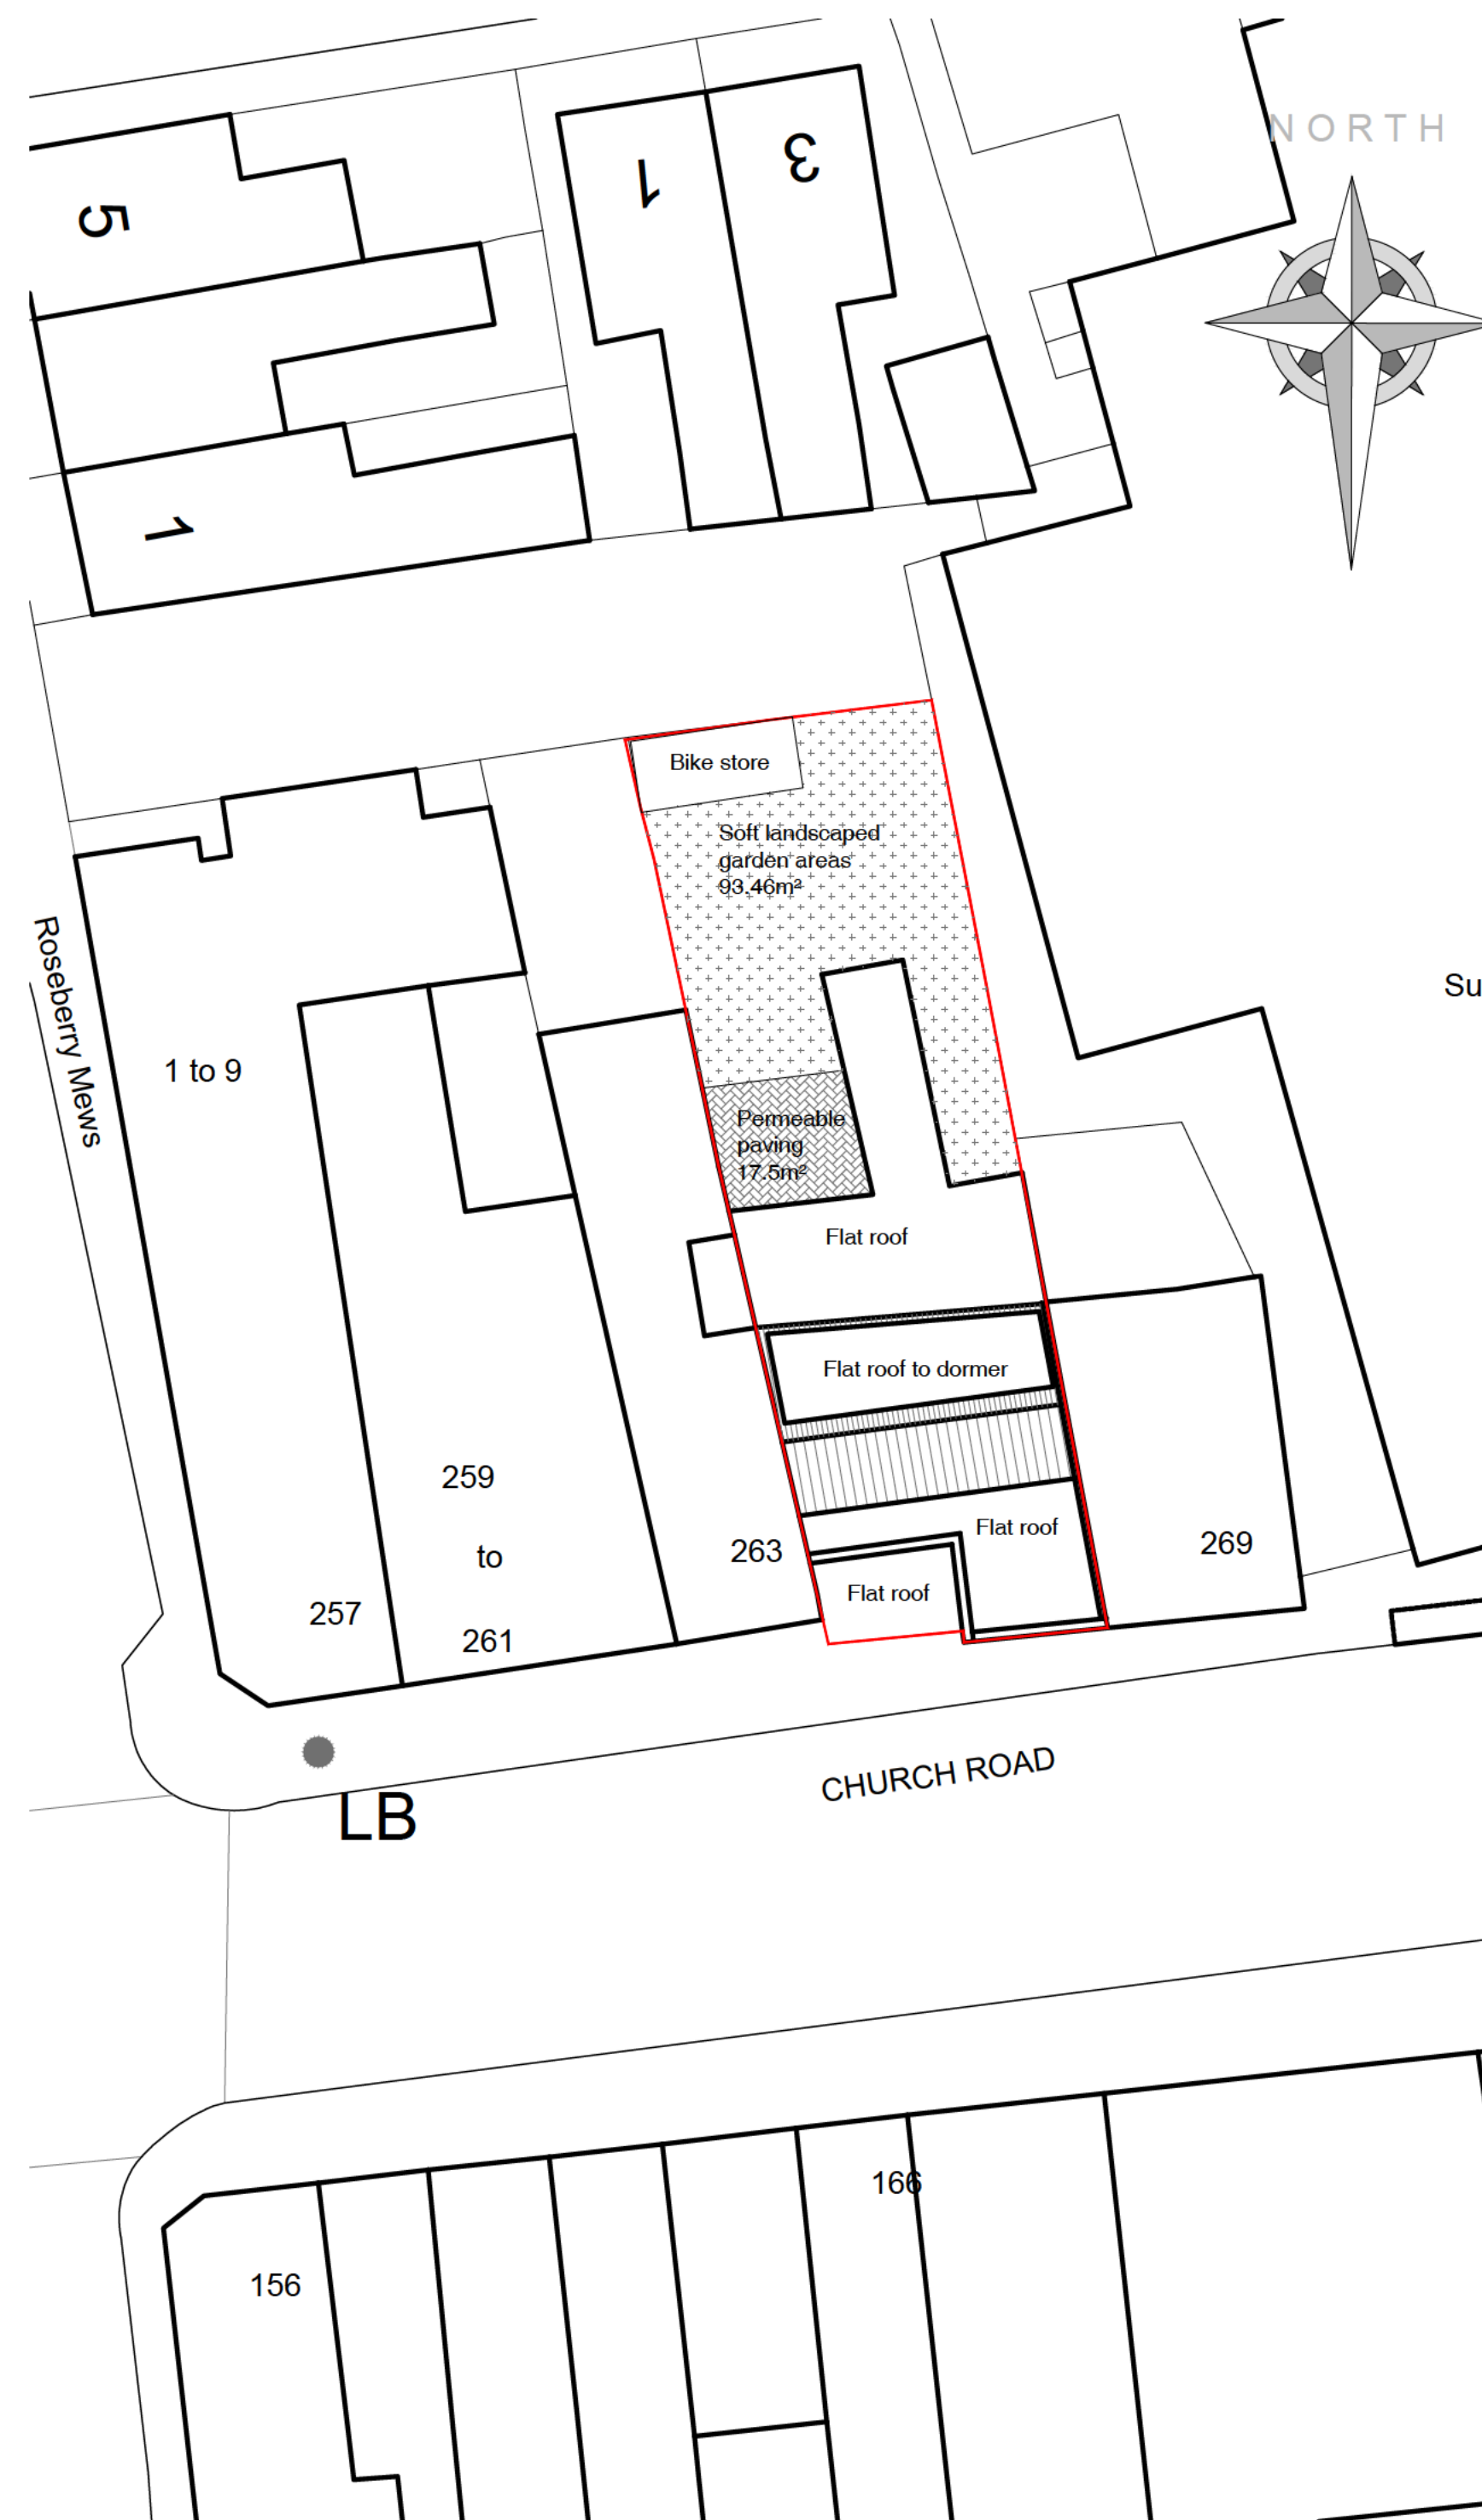 NORTH
5
1
3
1
Bike store
Soft landscaped
garden areas
93.46m²
Su
Roseberry Mews
1 to 9
Permeable
paving
17.5m²
Flat roof
Flat roof to dormer
259
to
261
257
263
Flat roof
Flat roof
269
CHURCH ROAD
LB
166
156